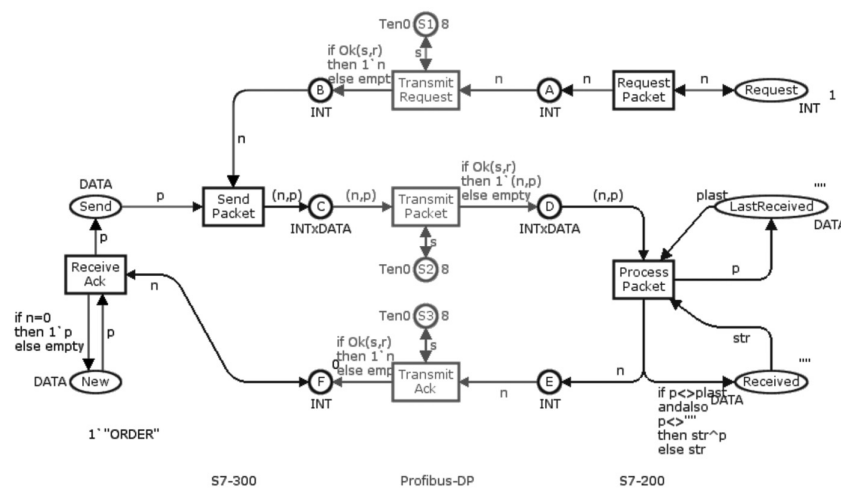 Ten0 S1 8
if Ok(s,r)
then 1`n
else empty
s
n
B
INT
Transmit
Request
n
A
INT
n
Request
Packet
n
Request
INT
1
n
DATA
Send
p
Send
Packet
(n,p)
C
INTxDATA
(n,p)
Transmit
Packet
if Ok(s,r)
then 1`(n,p)
else empty
D
INTxDATA
(n,p)
plast
""
LastReceived
DATA
s
Ten0 S2 8
p
Receive
Ack
n
Process
Packet
p
if n=0
then 1`p
else empty
p
DATA
New
Ten0 S3 8
if Ok(s,r)
then 1`n
else emp
s
0
F
INT
Transmit
Ack
n
E
INT
n
str
""
Received
DATA
if p<>plast
andalso
p<>""
then str^p
else str
1`"ORDER"
S7-300
Profibus-DP
S7-200